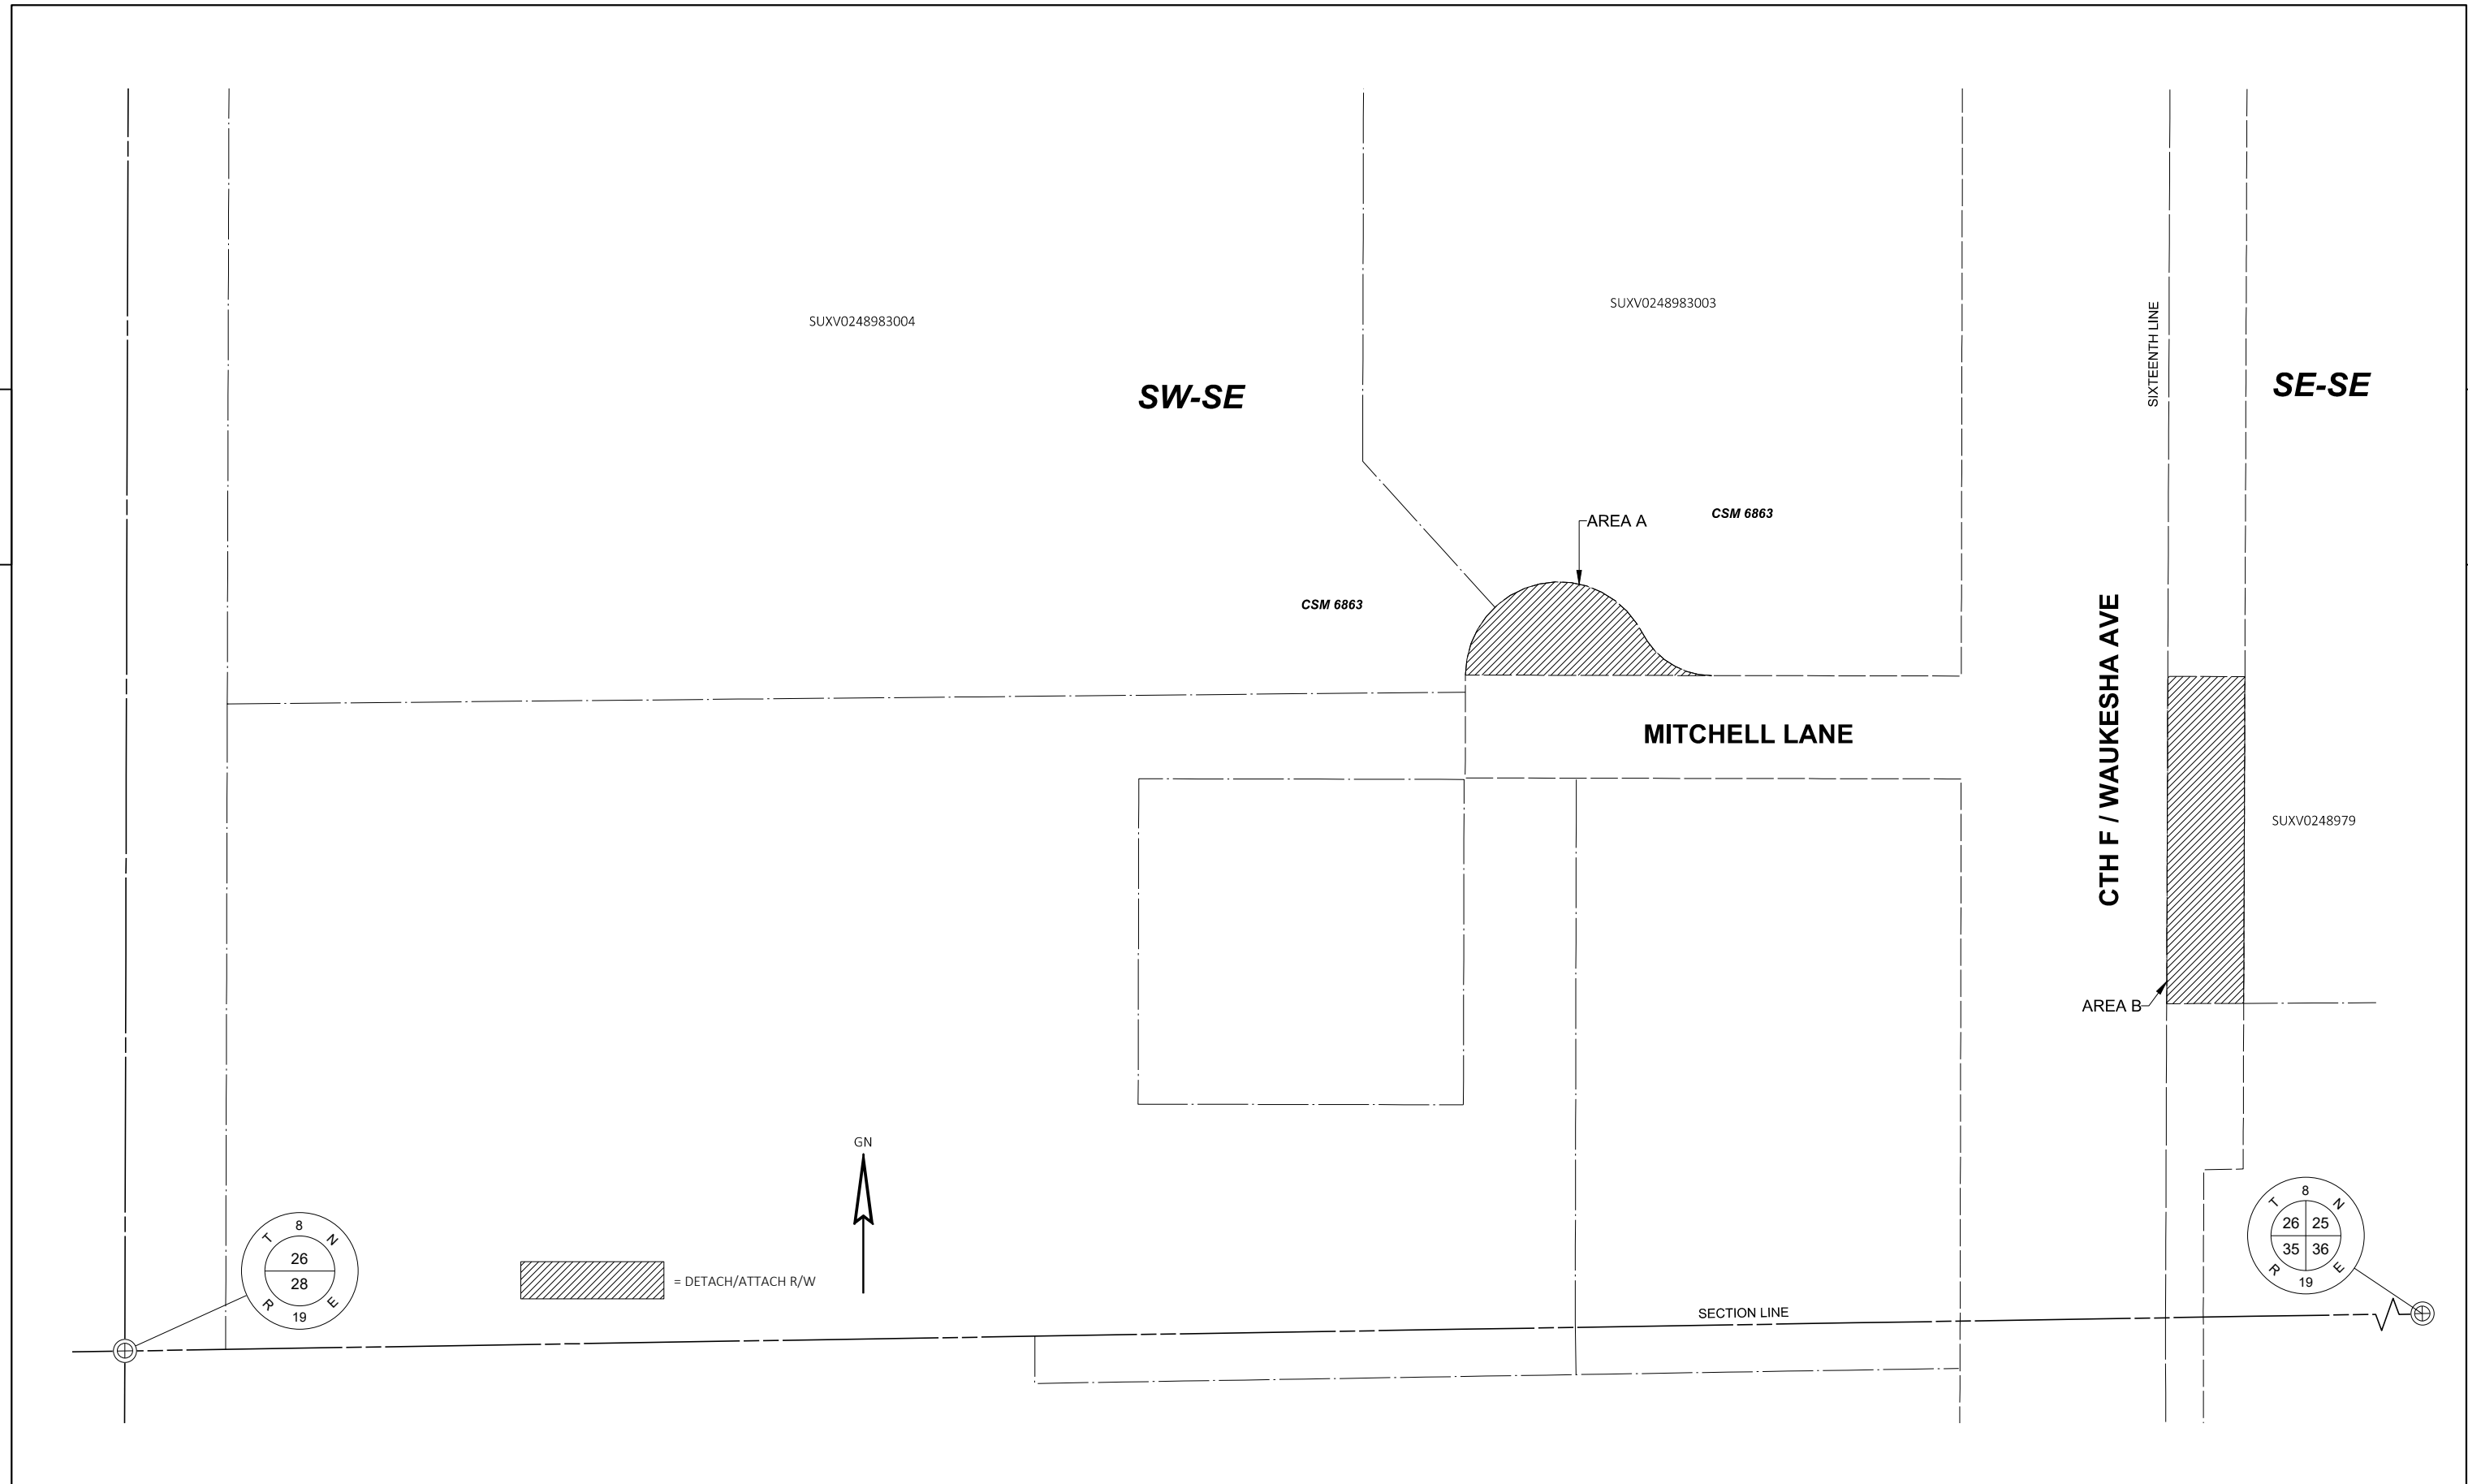 SUXV0248983003
SUXV0248983004
SIXTEENTH LINE
SW-SE
SE-SE
AREA A
CSM 6863
CSM 6863
CTH F / WAUKESHA AVE
MITCHELL LANE
SUXV0248979
AREA B
GN
8
T N
26
28
R E
19
= DETACH/ATTACH R/W
SECTION LINE
8
T N
26 25
35 36
R E
19